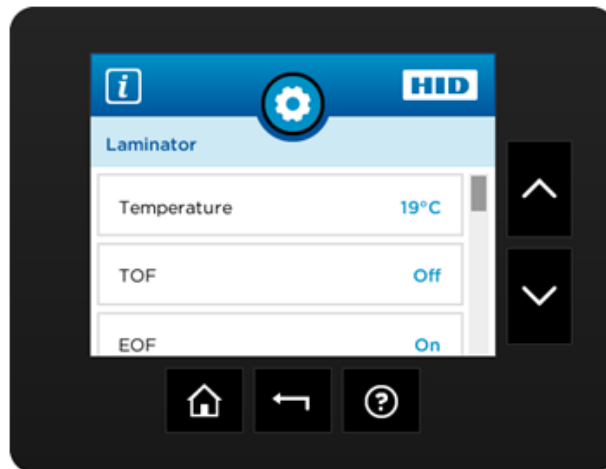 i
HID
Laminator
Temperature 19°C
TOF Off
EOF On
?